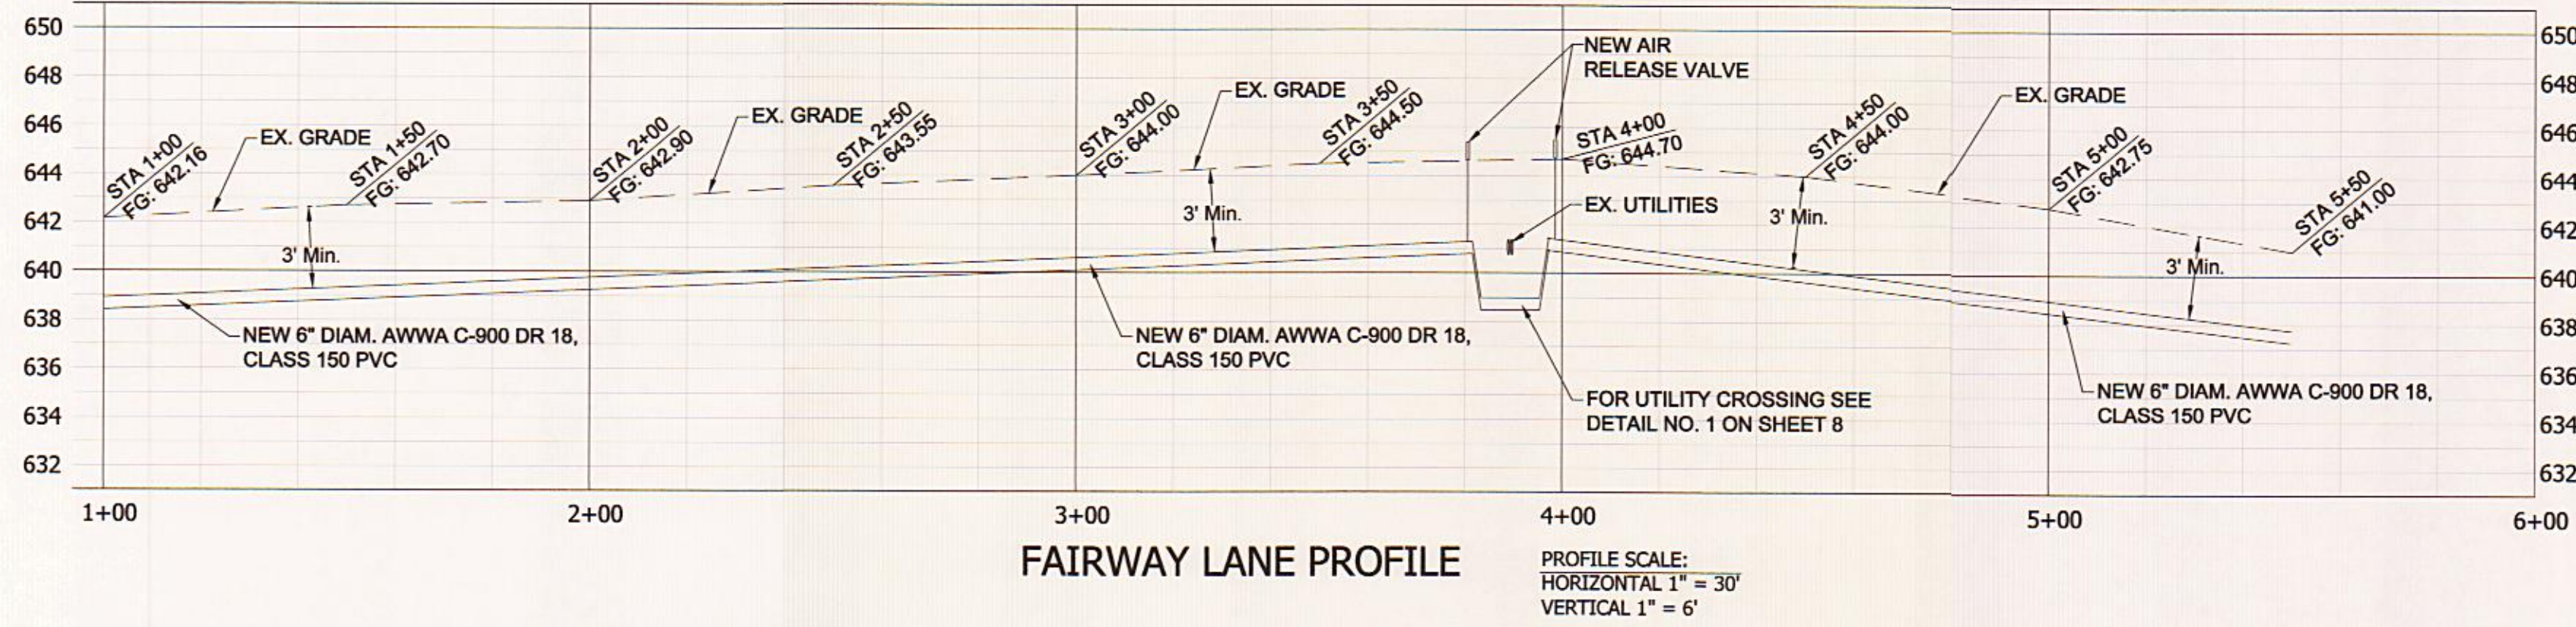 650
648
646
644
642
640
638
636
634
632
STA 1+00
FG: 642.16
EX. GRADE
STA 1+50
FG: 642.70
3' Min.
NEW 6" DIAM. AWWA C-900 DR 18,
CLASS 150 PVC
STA 2+00
FG: 642.90
EX. GRADE
STA 2+50
FG: 643.55
STA 3+00
FG: 644.00
EX. GRADE
3' Min.
STA 3+50
FG: 644.50
NEW 6" DIAM. AWWA C-900 DR 18,
CLASS 150 PVC
NEW AIR
RELEASE VALVE
STA 4+00
FG: 644.70
EX. UTILITIES
FOR UTILITY CROSSING SEE
DETAIL NO. 1 ON SHEET 8
3' Min.
STA 4+50
FG: 644.00
EX. GRADE
STA 5+00
FG: 642.75
3' Min.
STA 5+50
FG: 641.00
NEW 6" DIAM. AWWA C-900 DR 18,
CLASS 150 PVC
650
648
646
644
642
640
638
636
634
632
1+00
2+00
3+00
4+00
5+00
6+00
FAIRWAY LANE PROFILE
PROFILE SCALE:
HORIZONTAL 1" = 30'
VERTICAL 1" = 6'